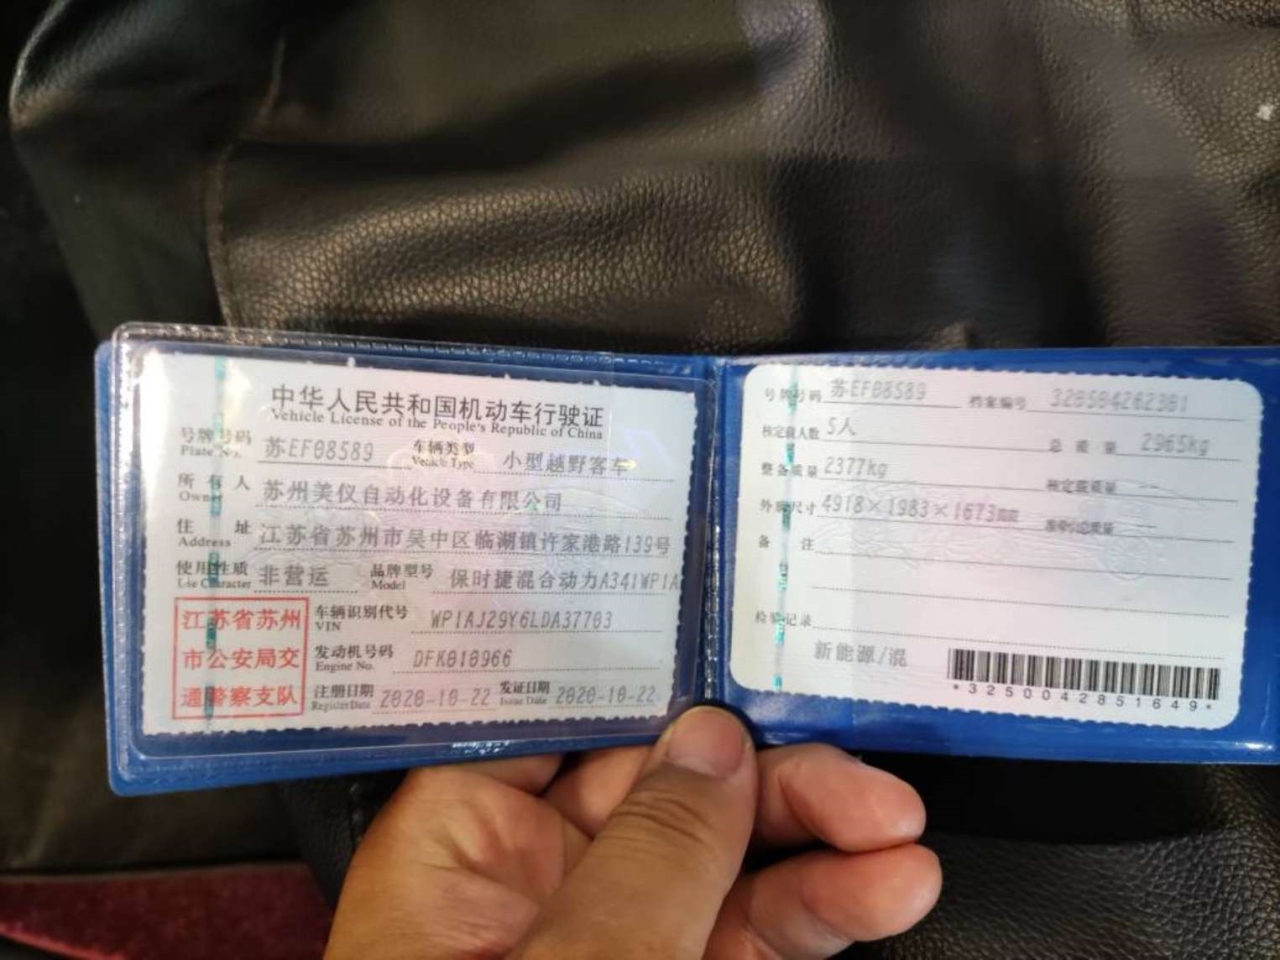 中华人民共和国机动车行驶证
Vehicle License of the People's Republic of China
号牌号码 苏EF08589 车辆类型 小型越野客车
Plate No. Vehicle Type
所有人 苏州美仪自动化设备有限公司
Owner
住址 江苏省苏州市吴中区临湖镇许家港路139号
Address
使用性质 非营运 品牌型号 保时捷混合动力A341WP1A
Use Character Model
江苏省苏州
市公安局交
通警察支队
车辆识别代号 WP1AJ29Y6LDA37703
VIN
发动机号码 DFK010966
Engine No.
注册日期 2020-10-22 发证日期 2020-10-22
Register Date Issue Date
号牌号码 苏EF08589 档案编号 320504262301
核定载人数 5人 总质量 2965kg
整备质量 2377kg 核定载质量 --
外廓尺寸 4918×1983×1673mm --
备注
检验记录
新能源/混
*3250042851649*